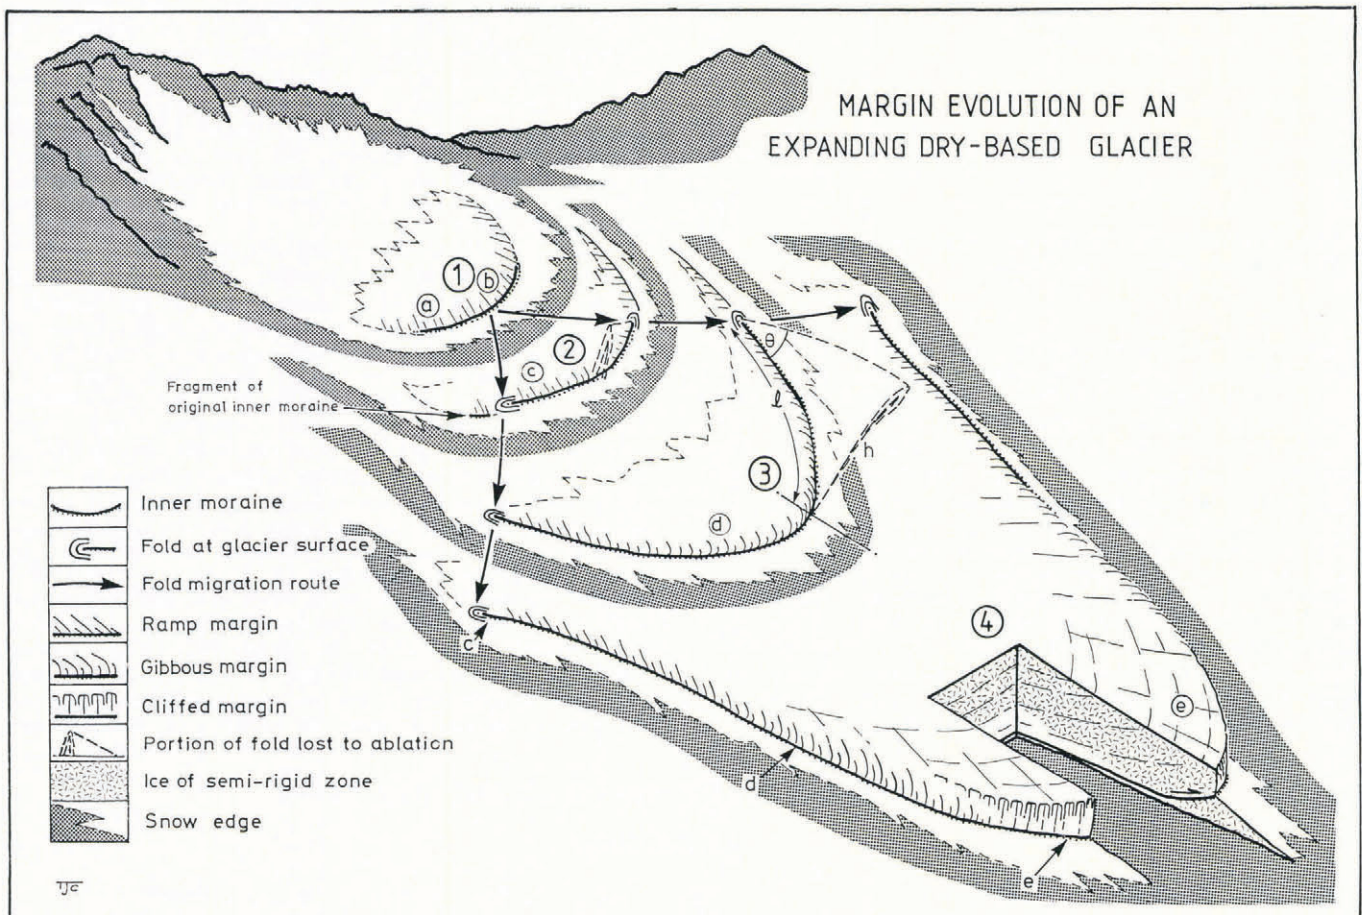 MARGIN EVOLUTION OF AN
EXPANDING DRY-BASED GLACIER
1
a
b
2
c
Fragment of
original inner moraine
θ
ℓ
h
3
d
4
c
d
e
e
Inner moraine
Fold at glacier surface
Fold migration route
Ramp margin
Gibbous margin
Cliffed margin
Portion of fold lost to ablation
Ice of semi-rigid zone
Snow edge
TJC